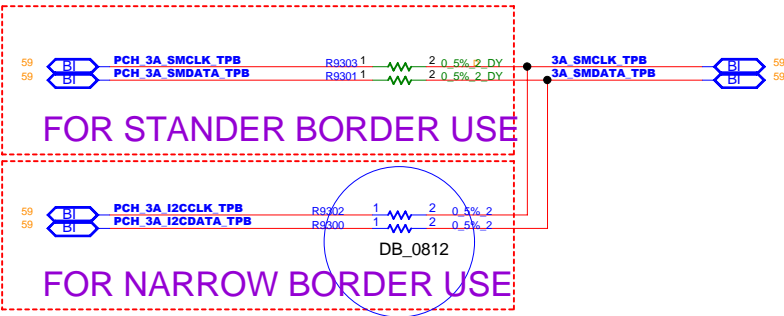 59 BI PCH_3A_SMCLK_TPB R9303 1 2 0_5%_2_DY 3A_SMCLK_TPB BI 59
59 BI PCH_3A_SMDATA_TPB R9301 1 2 0_5%_2_DY 3A_SMDATA_TPB BI 59
FOR STANDER BORDER USE
59 BI PCH_3A_I2CCLK_TPB R9302 1 2 0_5%_2
59 BI PCH_3A_I2CDATA_TPB R9300 1 2 0_5%_2
DB_0812
FOR NARROW BORDER USE